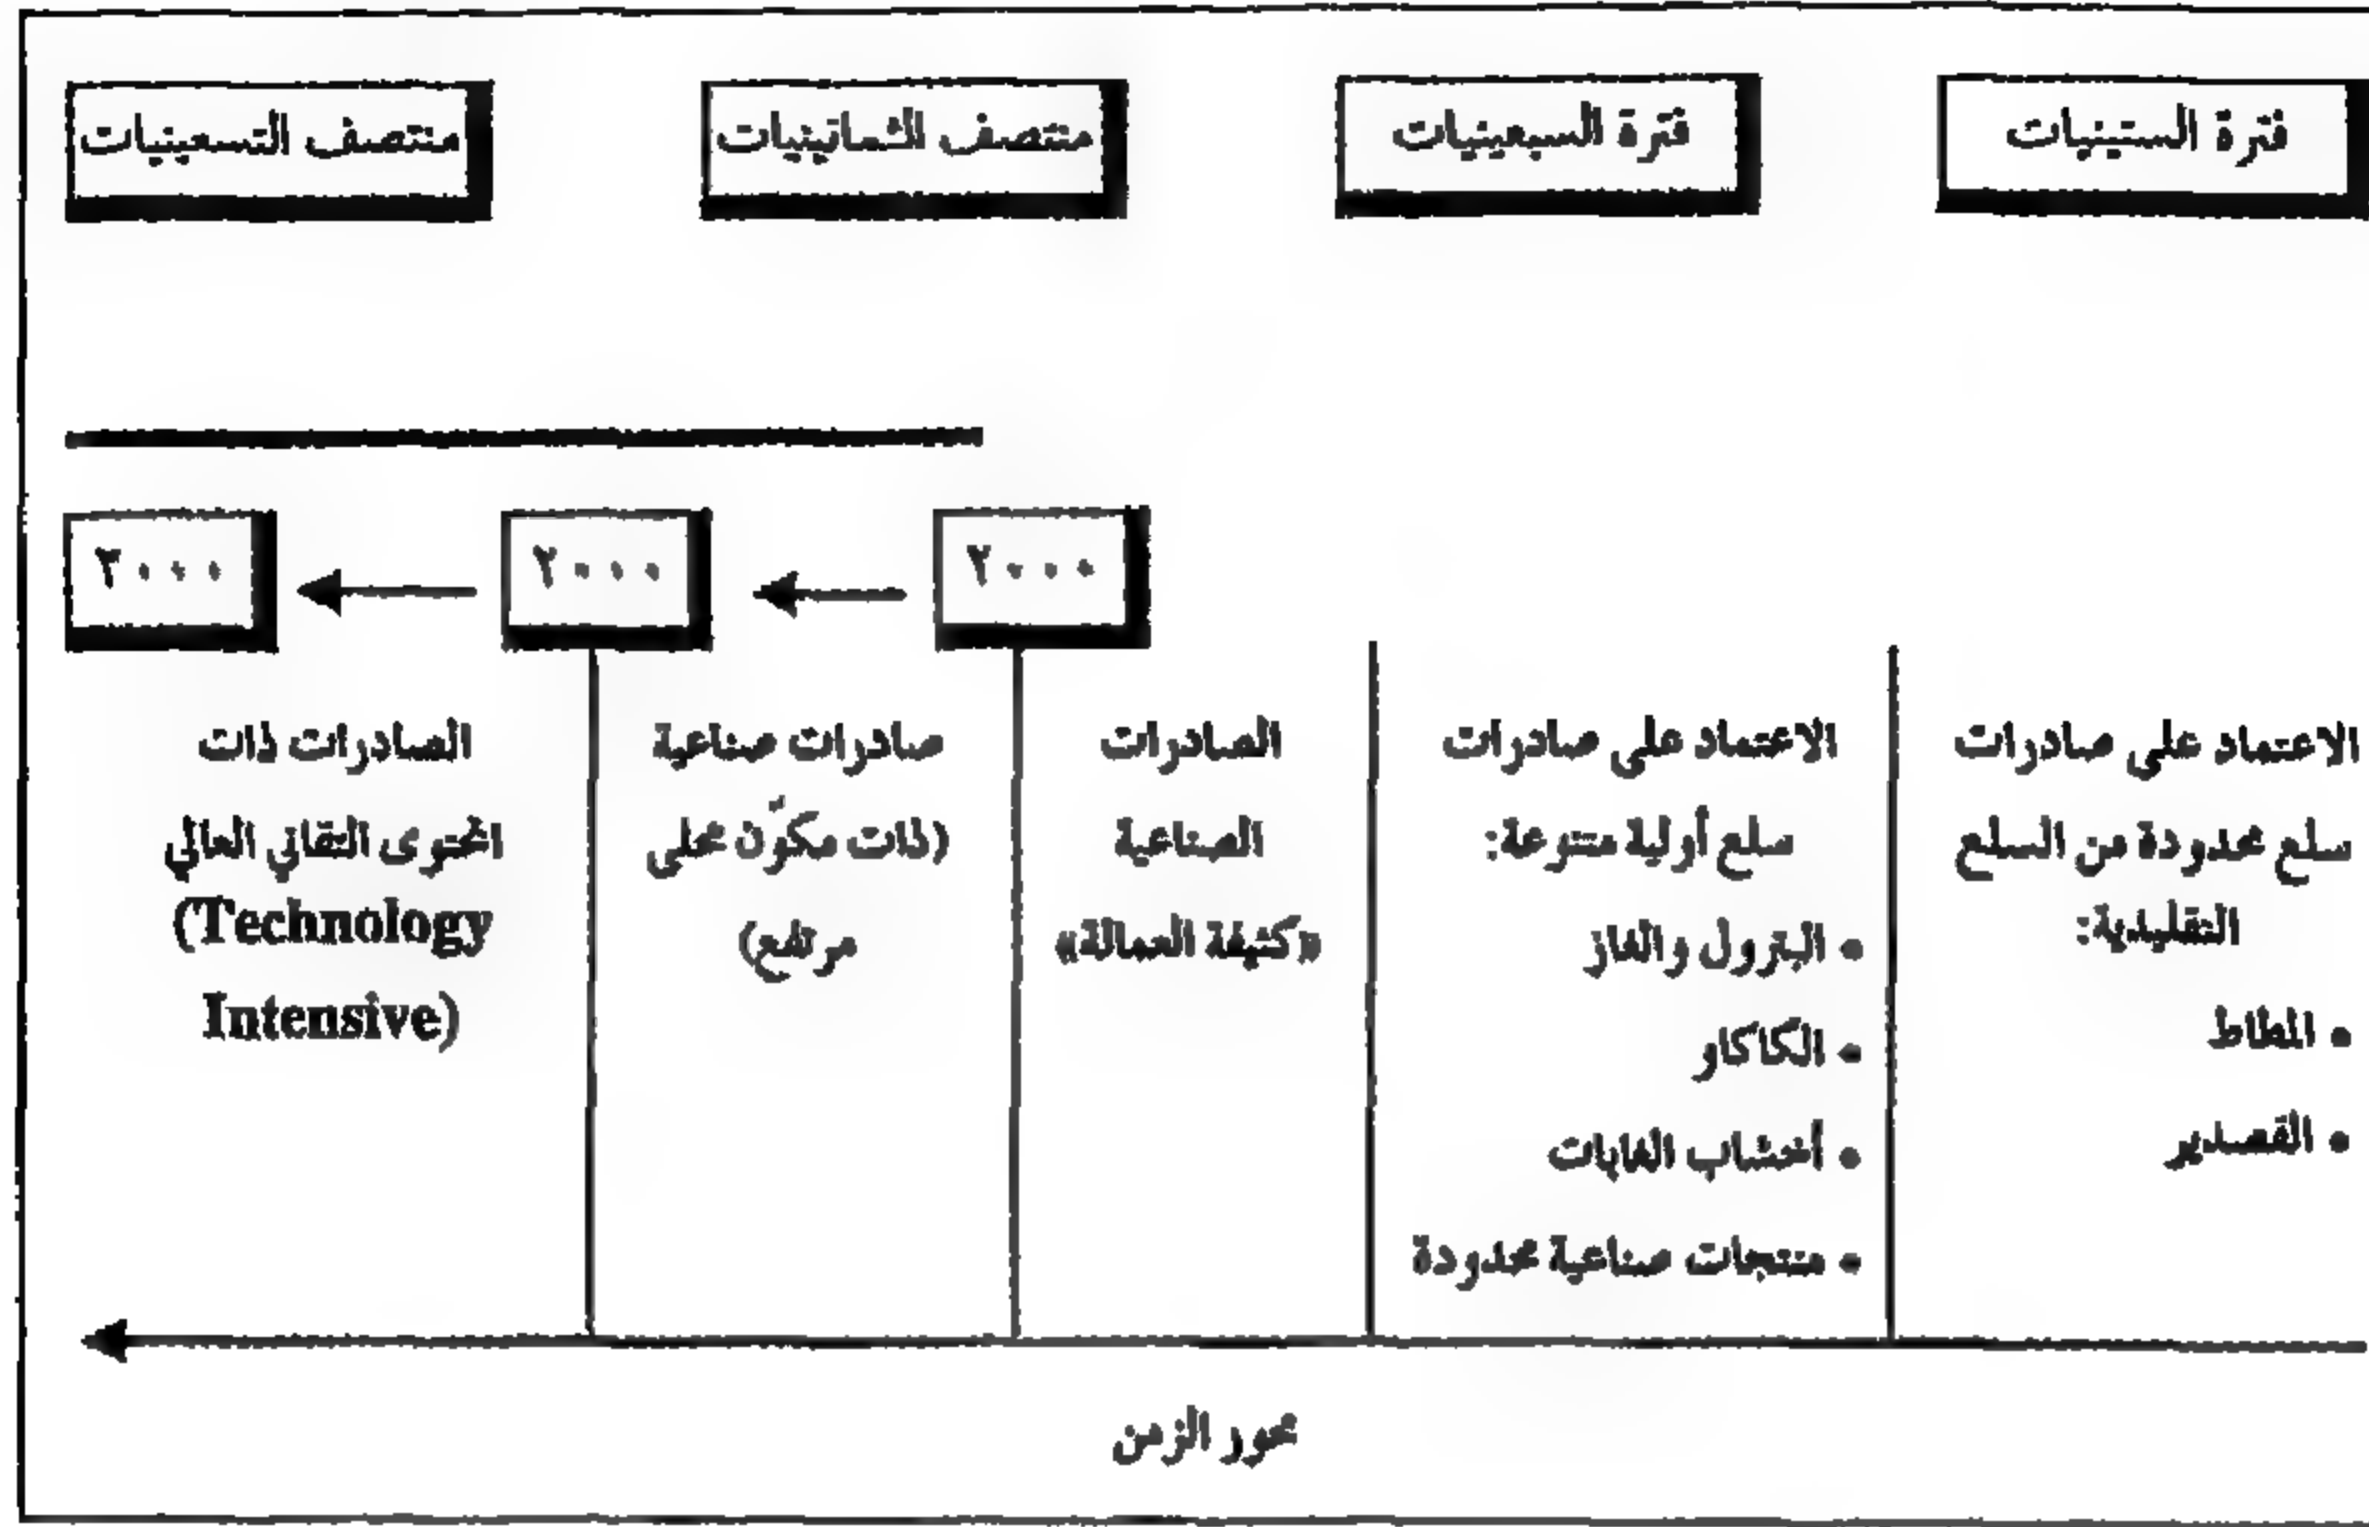 فترة الستينيات
فترة السبعينيات
منتصف الثمانينيات
منتصف التسعينيات
٢٠٠٠
٢٠٠٠
٢٠٠٠
الاعتماد على صادرات
سلع محدودة من السلع
التقليدية:
• المطاط
• القصدير
الاعتماد على صادرات
سلع أولية متنوعة:
• البترول والغاز
• الكاكاو
• أخشاب الغابات
• منتجات صناعية محدودة
الصادرات
الصناعية
«كثيفة العمالة»
صادرات صناعية
(ذات مكوّن محلى
مرتفع)
الصادرات ذات
المحتوى التقاني العالي
(Technology
Intensive)
محور الزمن